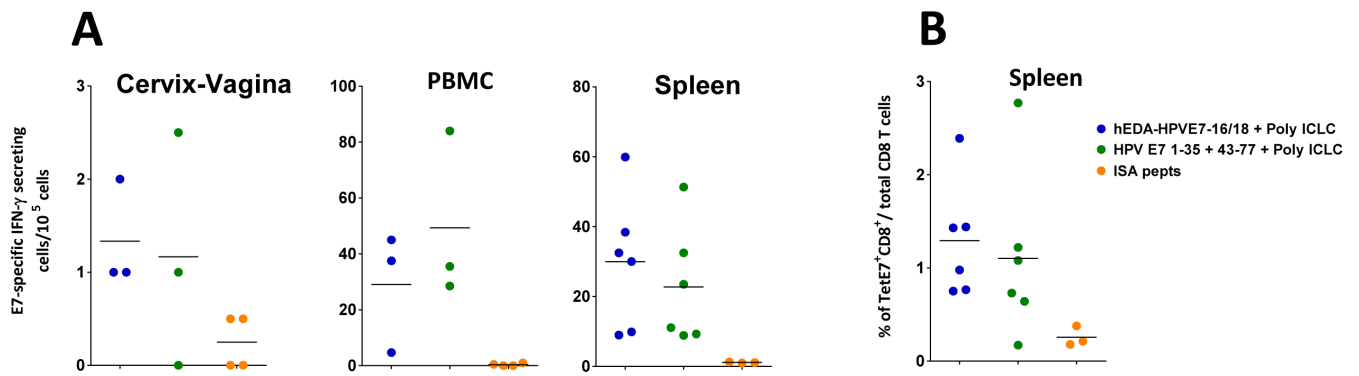 A
B
Cervix-Vagina
PBMC
Spleen
Spleen
E7-specific IFN-γ secreting
cells/10 5 cells
3
2
1
0
100
80
60
40
20
0
80
60
40
20
0
% of TetE7+CD8+/ total CD8 T cells
3
2
1
0
hEDA-HPVE7-16/18 + Poly ICLC
HPV E7 1-35 + 43-77 + Poly ICLC
ISA pepts